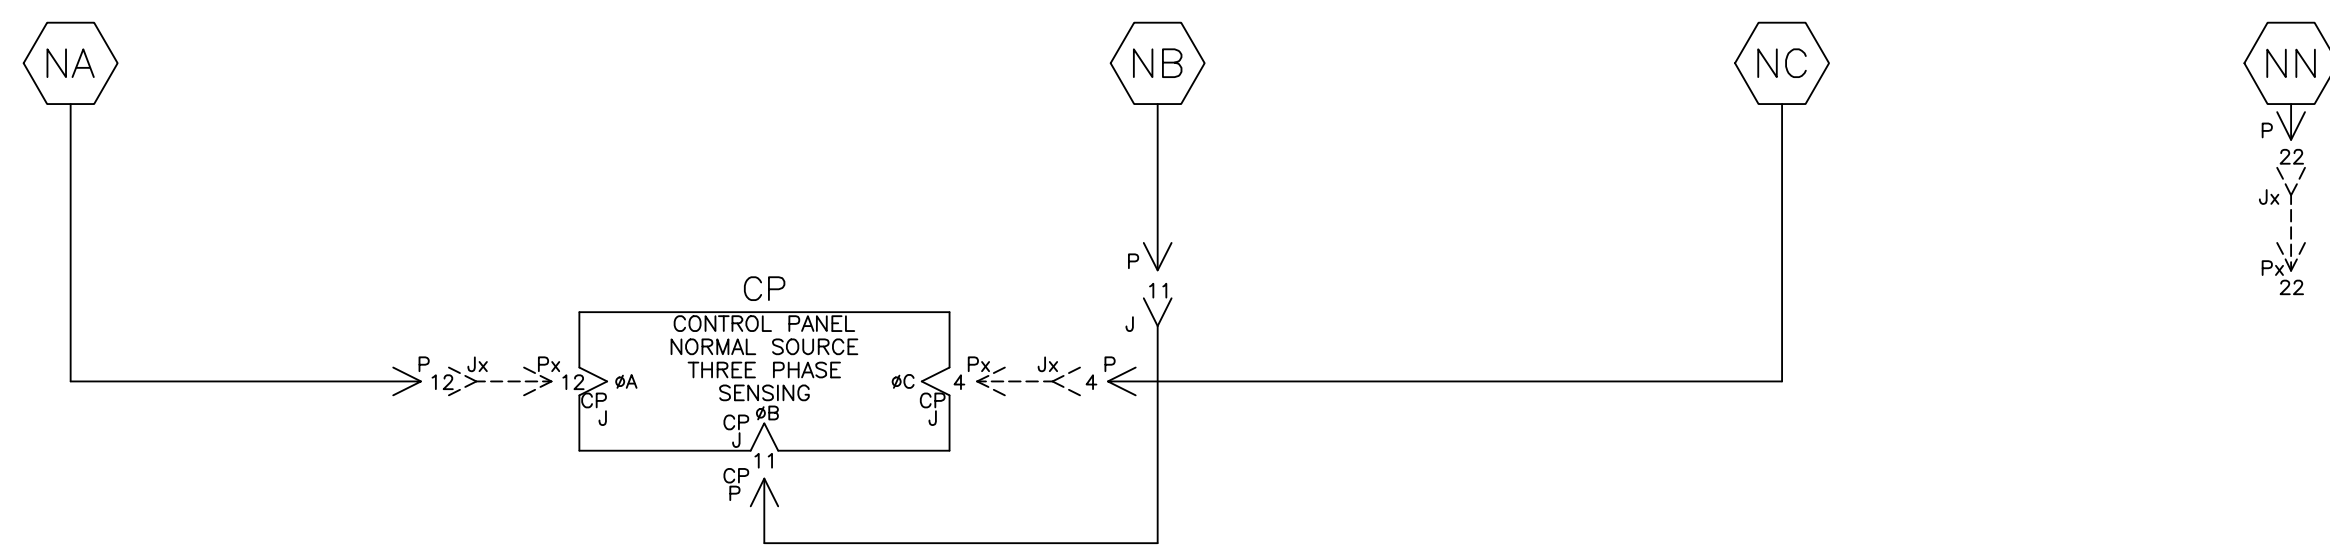 NA
NB
NC
NN
P
22
Jx
Px
22
P
11
J
CP
CONTROL PANEL
NORMAL SOURCE
THREE PHASE
SENSING
P
12
Jx
Px
12
øA
CP
J
øC
CP
J
4
Px
Jx
4
P
øB
CP
J
11
CP
P